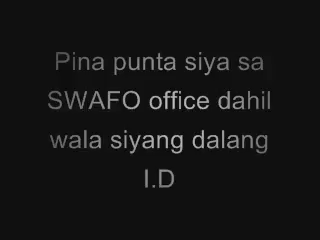 Pina punta siya sa
SWAFO office dahil
wala siyang dalang
I.D